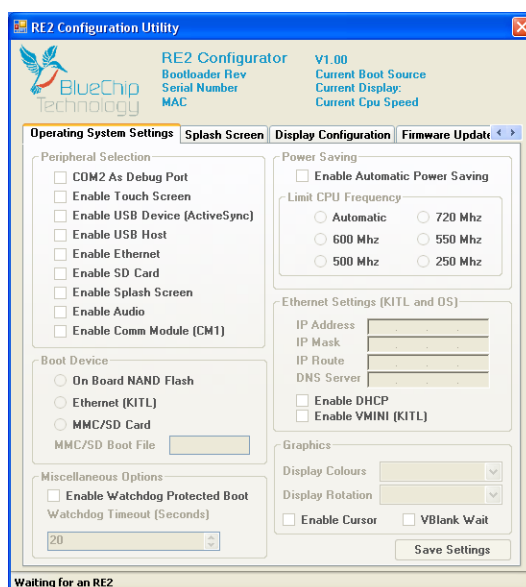 RE2 Configuration Utility
BlueChip
Technology
RE2 Configurator V1.00
Bootloader Rev Current Boot Source
Serial Number Current Display:
MAC Current Cpu Speed
Operating System Settings Splash Screen Display Configuration Firmware Update
Peripheral Selection
COM2 As Debug Port
Enable Touch Screen
Enable USB Device (ActiveSync)
Enable USB Host
Enable Ethernet
Enable SD Card
Enable Splash Screen
Enable Audio
Enable Comm Module (CM1)
Boot Device
On Board NAND Flash
Ethernet (KITL)
MMC/SD Card
MMC/SD Boot File
Miscellaneous Options
Enable Watchdog Protected Boot
Watchdog Timeout (Seconds)
20
Power Saving
Enable Automatic Power Saving
Limit CPU Frequency
Automatic 720 Mhz
600 Mhz 550 Mhz
500 Mhz 250 Mhz
Ethernet Settings (KITL and OS)
IP Address
IP Mask
IP Route
DNS Server
Enable DHCP
Enable VMINI (KITL)
Graphics
Display Colours
Display Rotation
Enable Cursor VBlank Wait
Save Settings
Waiting for an RE2